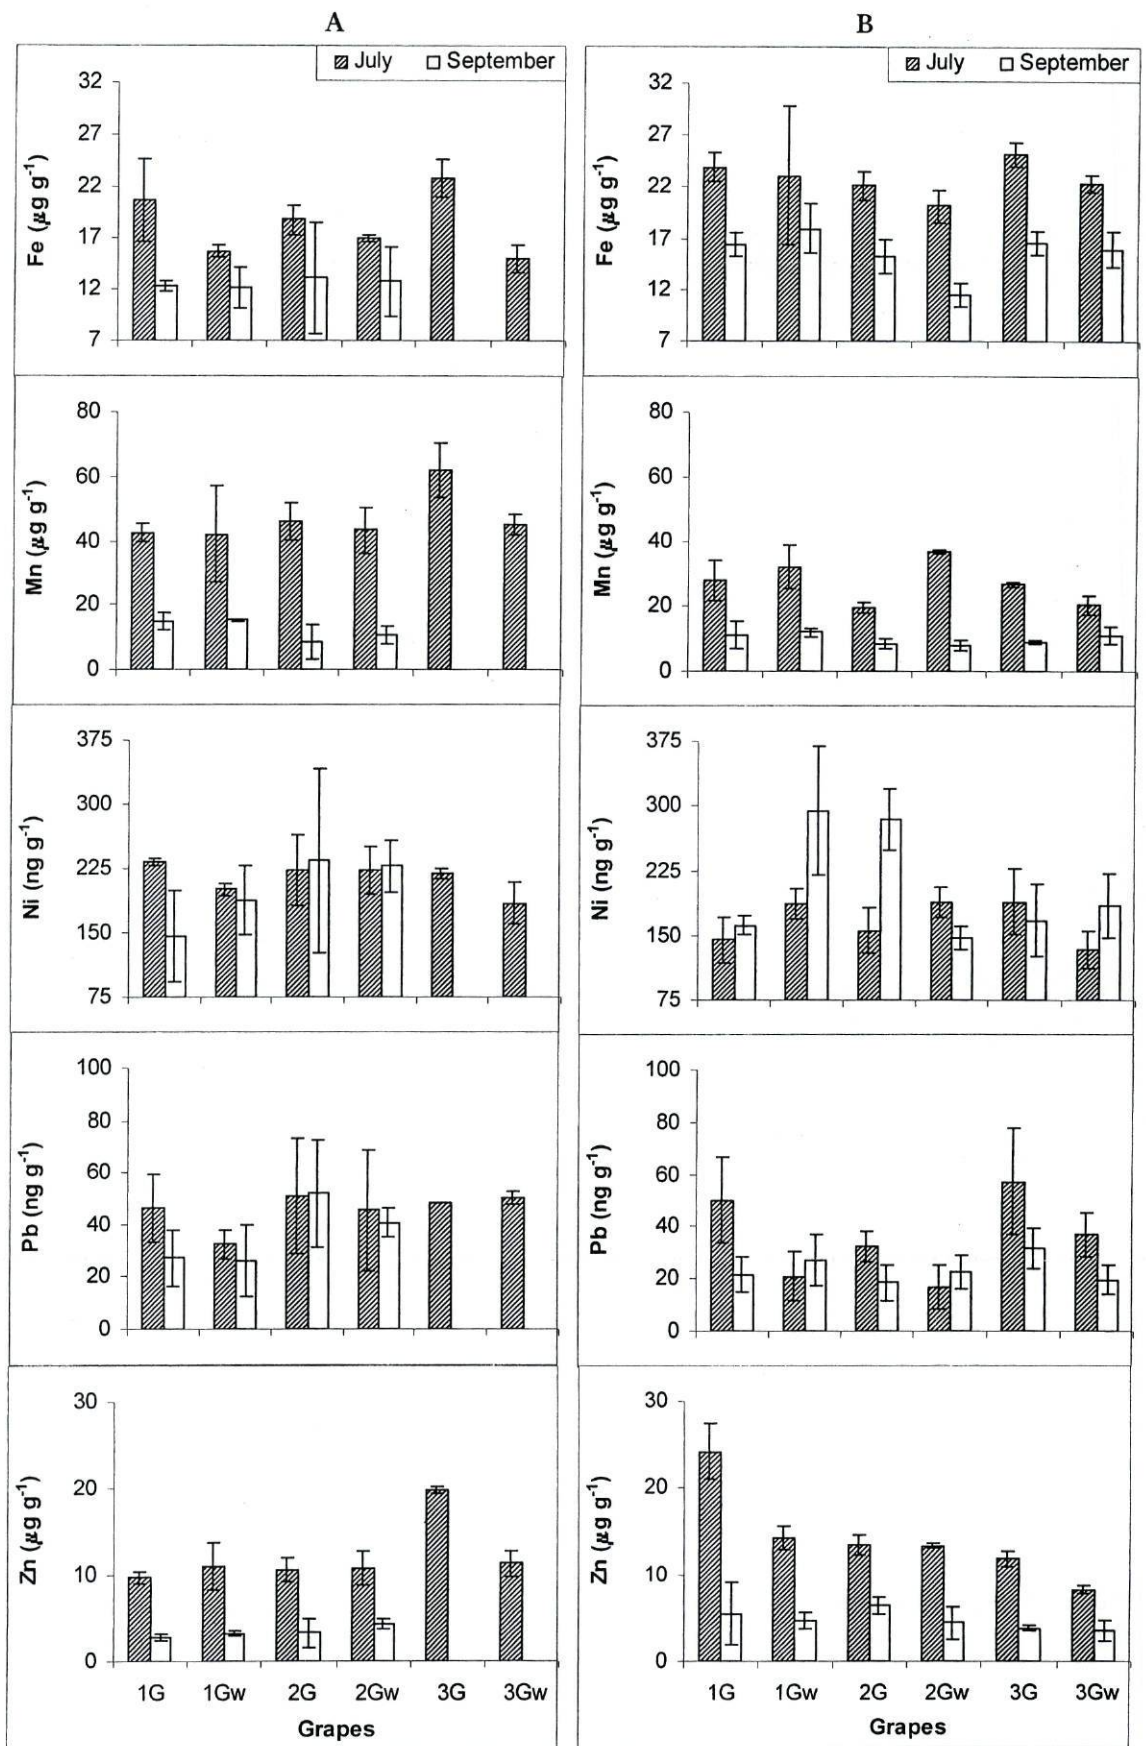 A
July September
32
27
22
17
12
7
Fe (μg g-1)
80
60
40
20
0
Mn (μg g-1)
375
300
225
150
75
Ni (ng g-1)
100
80
60
40
20
0
Pb (ng g-1)
30
20
10
0
Zn (μg g-1)
1G 1Gw 2G 2Gw 3G 3Gw
Grapes
B
July September
32
27
22
17
12
7
Fe (μg g-1)
80
60
40
20
0
Mn (μg g-1)
375
300
225
150
75
Ni (ng g-1)
100
80
60
40
20
0
Pb (ng g-1)
30
20
10
0
Zn (μg g-1)
1G 1Gw 2G 2Gw 3G 3Gw
Grapes